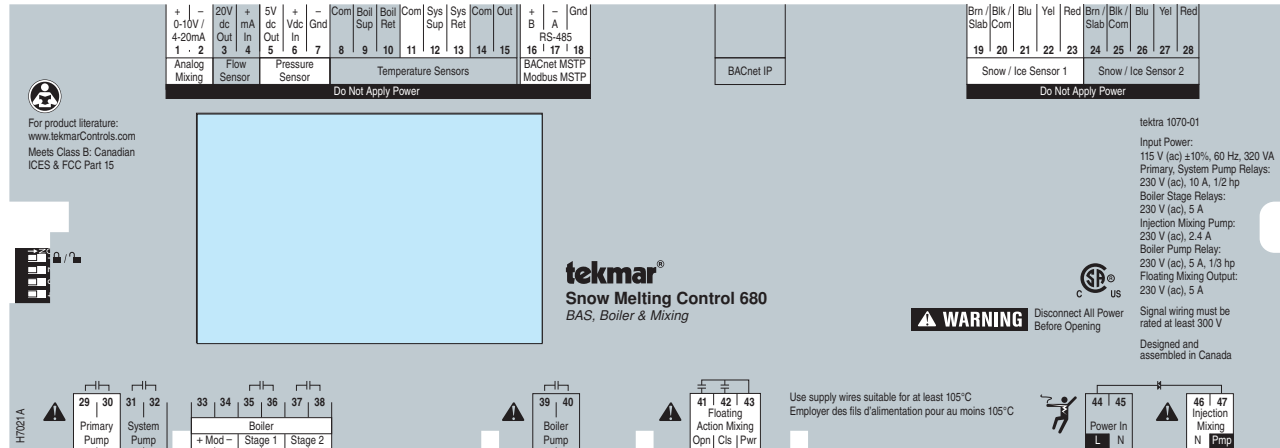 + – 20V + 5V + – Com Boil Boil Com Sys Sys Com Out + – Gnd
0-10V / dc mA dc Vdc Gnd Sup Ret Sup Ret B A
4-20mA Out In Out In RS-485
1 · 2 3 4 5 6 7 8 9 10 11 12 13 14 15 16 17 18
Analog Mixing
Flow Sensor
Pressure Sensor
Temperature Sensors
BACnet MSTP
Modbus MSTP
Do Not Apply Power
BACnet IP
Brn / Blk / Blu Yel Red Brn / Blk / Blu Yel Red
Slab Com Slab Com
19 20 21 22 23 24 25 26 27 28
Snow / Ice Sensor 1
Snow / Ice Sensor 2
Do Not Apply Power
For product literature:
www.tekmarControls.com
Meets Class B: Canadian
ICES & FCC Part 15
/
tektra 1070-01
Input Power:
115 V (ac) ±10%, 60 Hz, 320 VA
Primary, System Pump Relays:
230 V (ac), 10 A, 1/2 hp
Boiler Stage Relays:
230 V (ac), 5 A
Injection Mixing Pump:
230 V (ac), 2.4 A
Boiler Pump Relay:
230 V (ac), 5 A, 1/3 hp
Floating Mixing Output:
230 V (ac), 5 A
Signal wiring must be
rated at least 300 V
Designed and
assembled in Canada
tekmar®
Snow Melting Control 680
BAS, Boiler & Mixing
C SA ® US
WARNING
Disconnect All Power
Before Opening
H7021A
29 30
Primary
Pump
31 32
System
Pump
33 34 35 36 37 38
Boiler
+ Mod – Stage 1 Stage 2
39 40
Boiler
Pump
41 42 43
Floating
Action Mixing
Opn Cls Pwr
Use supply wires suitable for at least 105°C
Employer des fils d'alimentation pour au moins 105°C
44 45
Power In
L N
46 47
Injection
Mixing
N Pmp